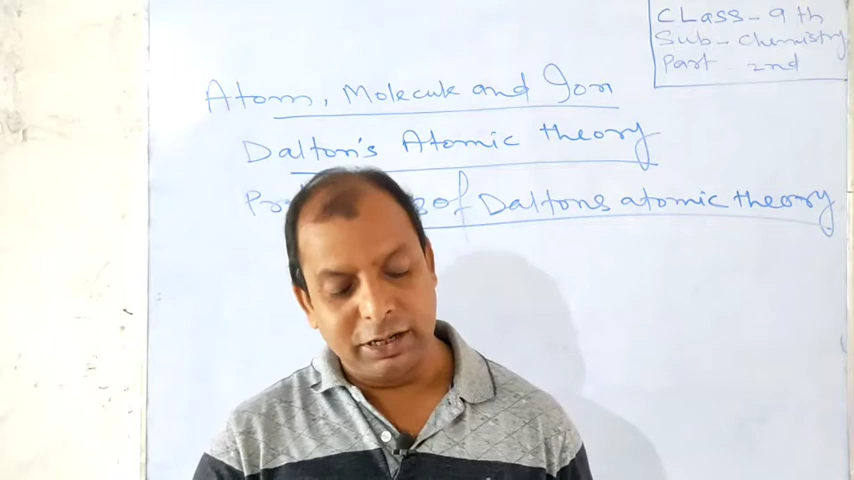 Class - 9th
Sub - Chemistry
Part 2nd
Atom, Molecule and Ion
Dalton's Atomic theory
of Daltons atomic theory